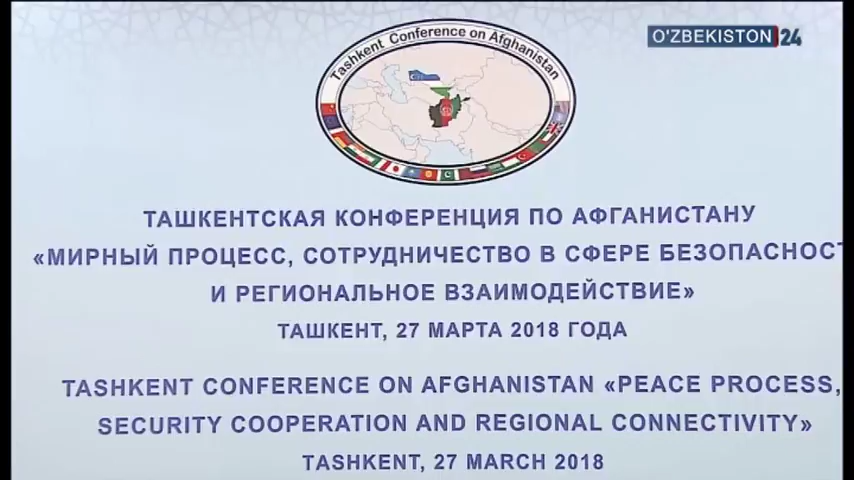 O'ZBEKISTON 24
Tashkent Conference on Afghanistan
ТАШКЕНТСКАЯ КОНФЕРЕНЦИЯ ПО АФГАНИСТАНУ
«МИРНЫЙ ПРОЦЕСС, СОТРУДНИЧЕСТВО В СФЕРЕ БЕЗОПАСНОСТ
И РЕГИОНАЛЬНОЕ ВЗАИМОДЕЙСТВИЕ»
ТАШКЕНТ, 27 МАРТА 2018 ГОДА
TASHKENT CONFERENCE ON AFGHANISTAN «PEACE PROCESS,
SECURITY COOPERATION AND REGIONAL CONNECTIVITY»
TASHKENT, 27 MARCH 2018